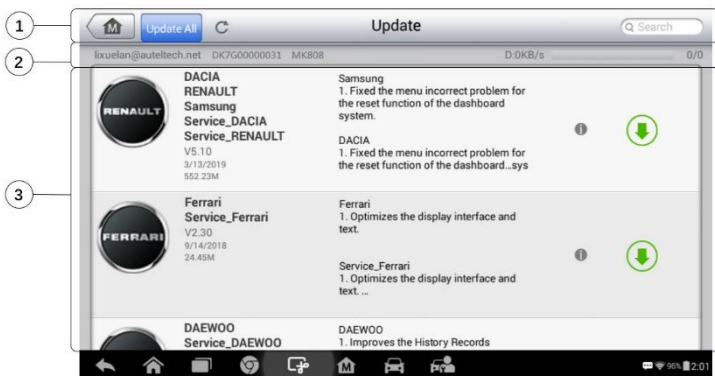 1
Update All
Update
Search
2
lixuelan@auteltech.net DK7G00000031 MK808
D:0KB/s
0/0
3
RENAULT
DACIA
RENAULT
Samsung
Service_DACIA
Service_RENAULT
V5.10
3/13/2019
552.23M
Samsung
1. Fixed the menu incorrect problem for
the reset function of the dashboard
system.
DACIA
1. Fixed the menu incorrect problem for
the reset function of the dashboard...sys
FERRARI
Ferrari
Service_Ferrari
V2.30
9/14/2018
24.45M
Ferrari
1. Optimizes the display interface and
text.
Service_Ferrari
1. Optimizes the display interface and
text. ...
DAEWOO
Service_DAEWOO
DAEWOO
1. Improves the History Records
96%
2:01